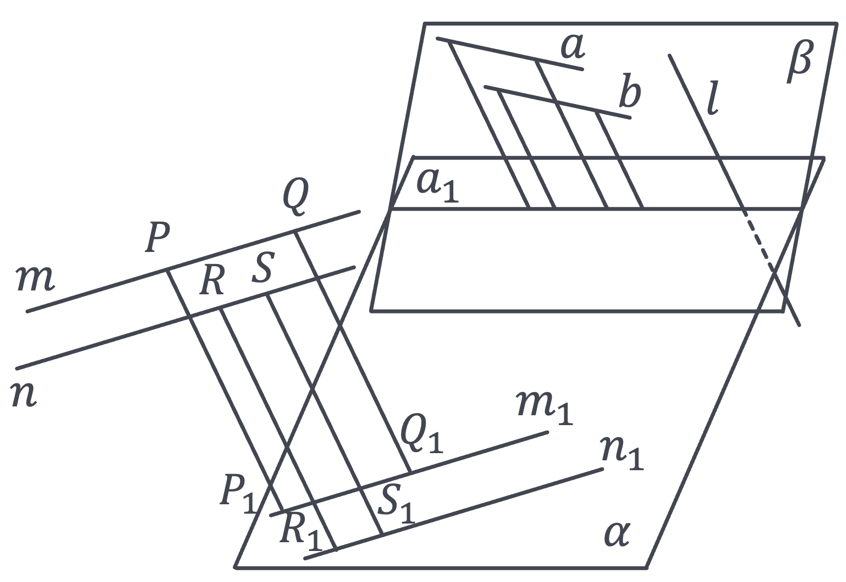 a
β
b
l
a₁
Q
P
R
S
m
n
m₁
Q₁
n₁
P₁
S₁
R₁
α